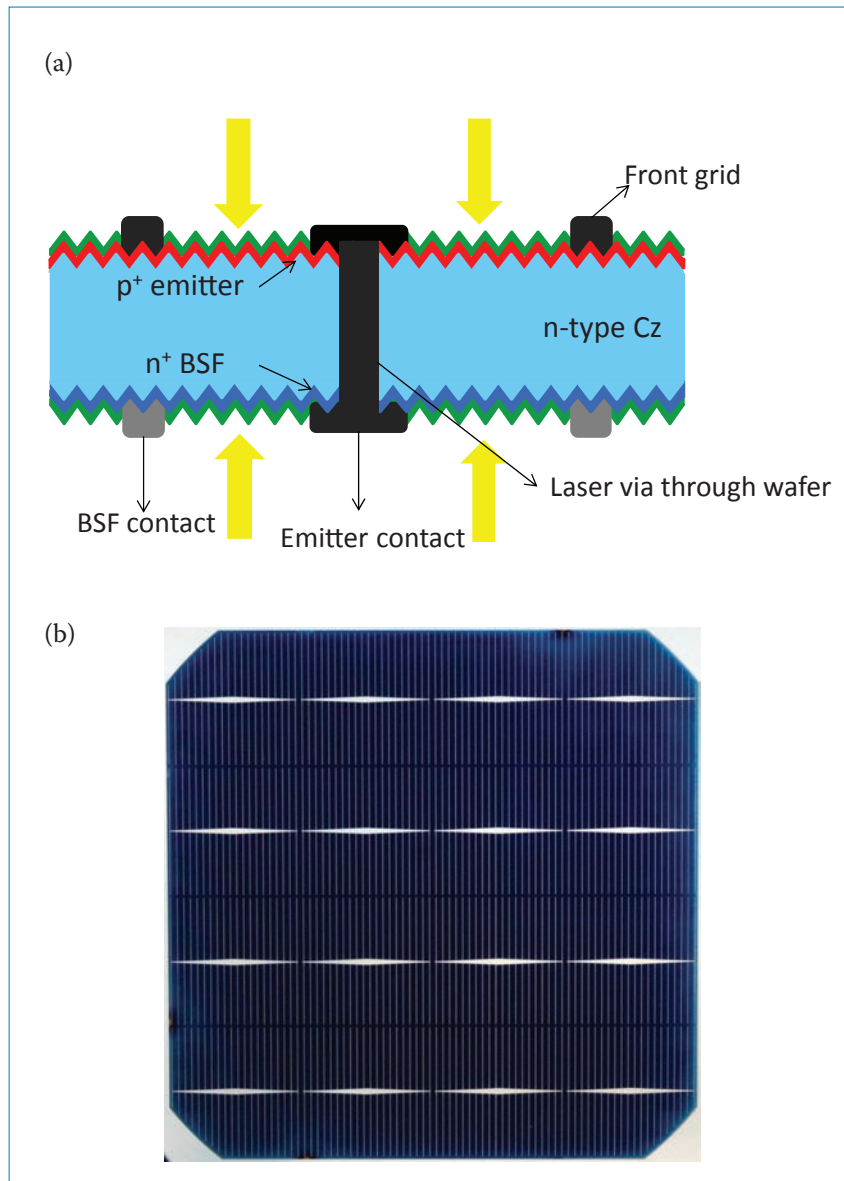 (a)
Front grid
p⁺ emitter
n-type Cz
n⁺ BSF
Laser via through wafer
BSF contact
Emitter contact
(b)